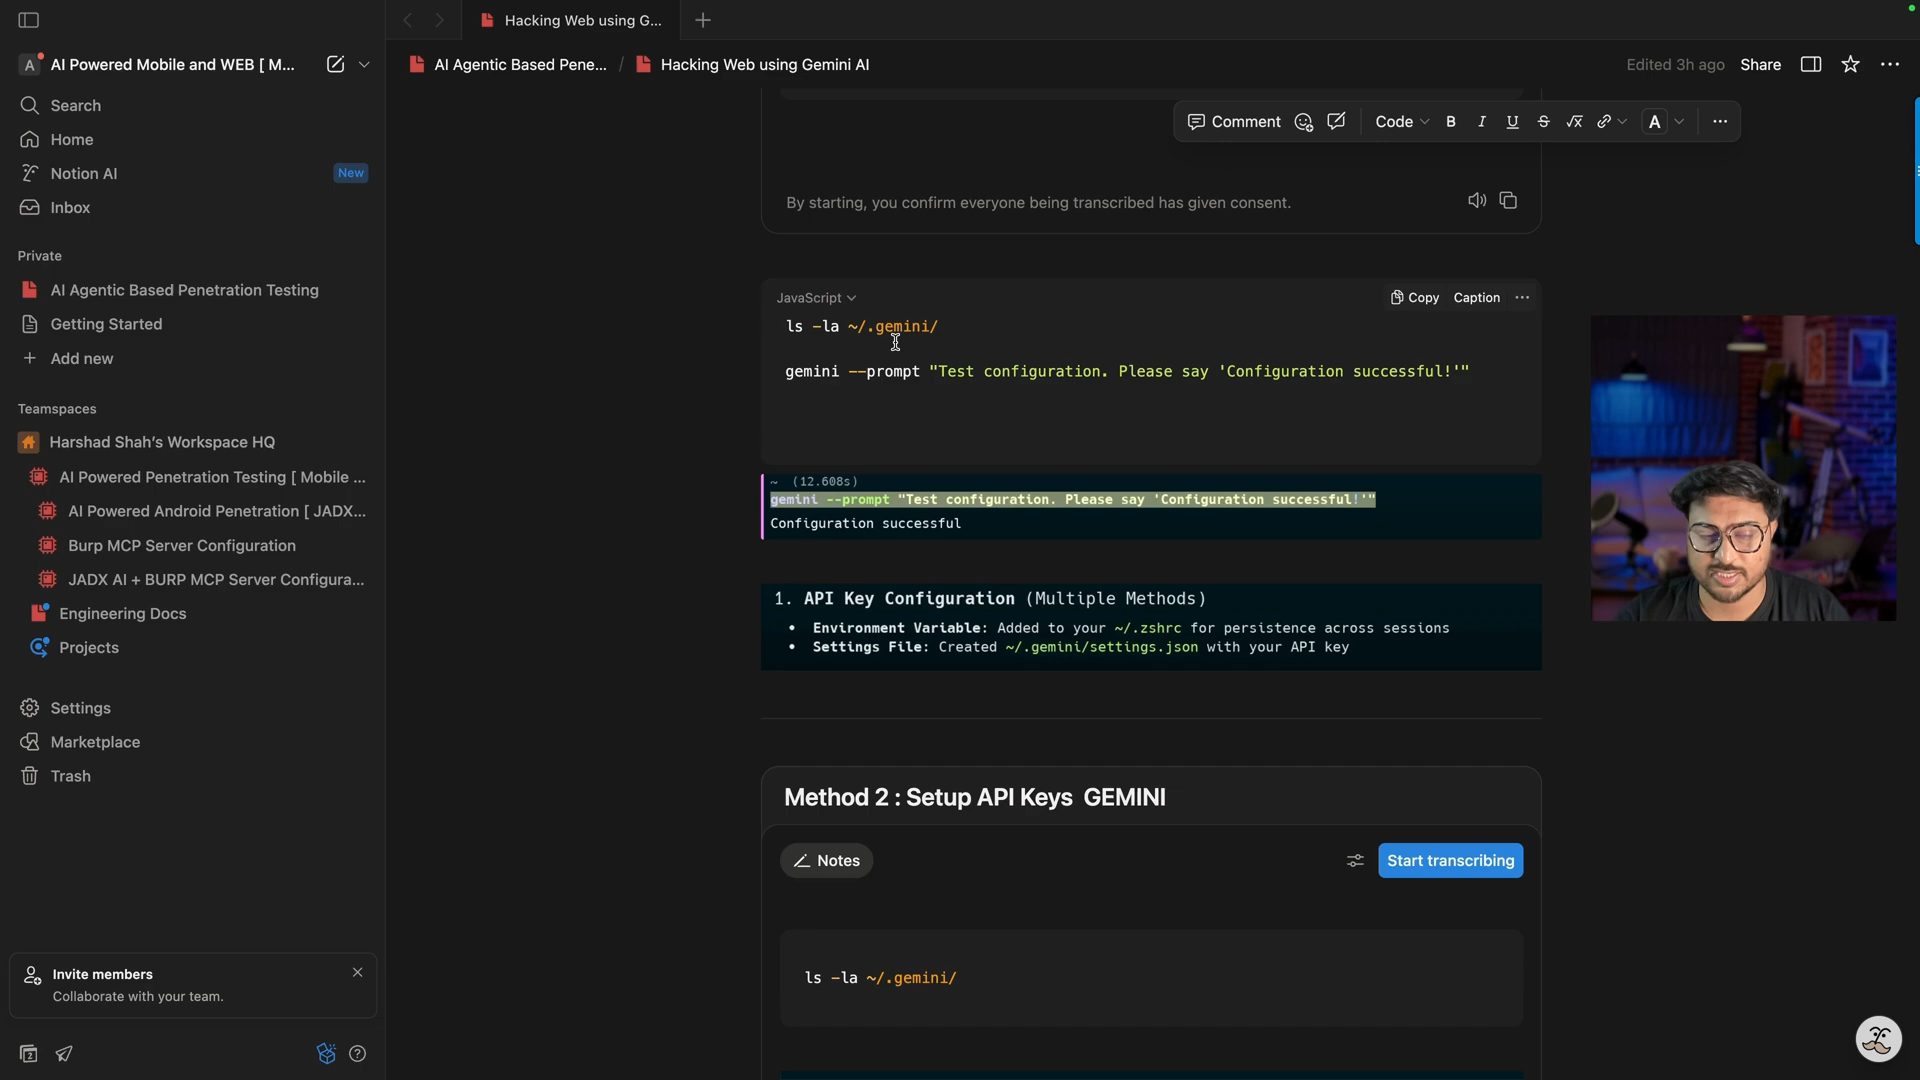 Hacking Web using G...
A AI Powered Mobile and WEB [ M...
AI Agentic Based Pene... / Hacking Web using Gemini AI
Edited 3h ago Share
Search
Home
Notion AI New
Inbox
Private
AI Agentic Based Penetration Testing
Getting Started
Add new
Teamspaces
Harshad Shah's Workspace HQ
AI Powered Penetration Testing [ Mobile ...
AI Powered Android Penetration [ JADX...
Burp MCP Server Configuration
JADX AI + BURP MCP Server Configura...
Engineering Docs
Projects
Settings
Marketplace
Trash
Invite members
Collaborate with your team.
Comment Code B I U S √x A
By starting, you confirm everyone being transcribed has given consent.
JavaScript Copy Caption
ls -la ~/.gemini/
gemini --prompt "Test configuration. Please say 'Configuration successful!'"
~ (12.608s)
gemini --prompt "Test configuration. Please say 'Configuration successful!'"
Configuration successful
1. API Key Configuration (Multiple Methods)
• Environment Variable: Added to your ~/.zshrc for persistence across sessions
• Settings File: Created ~/.gemini/settings.json with your API key
Method 2 : Setup API Keys GEMINI
Notes Start transcribing
ls -la ~/.gemini/